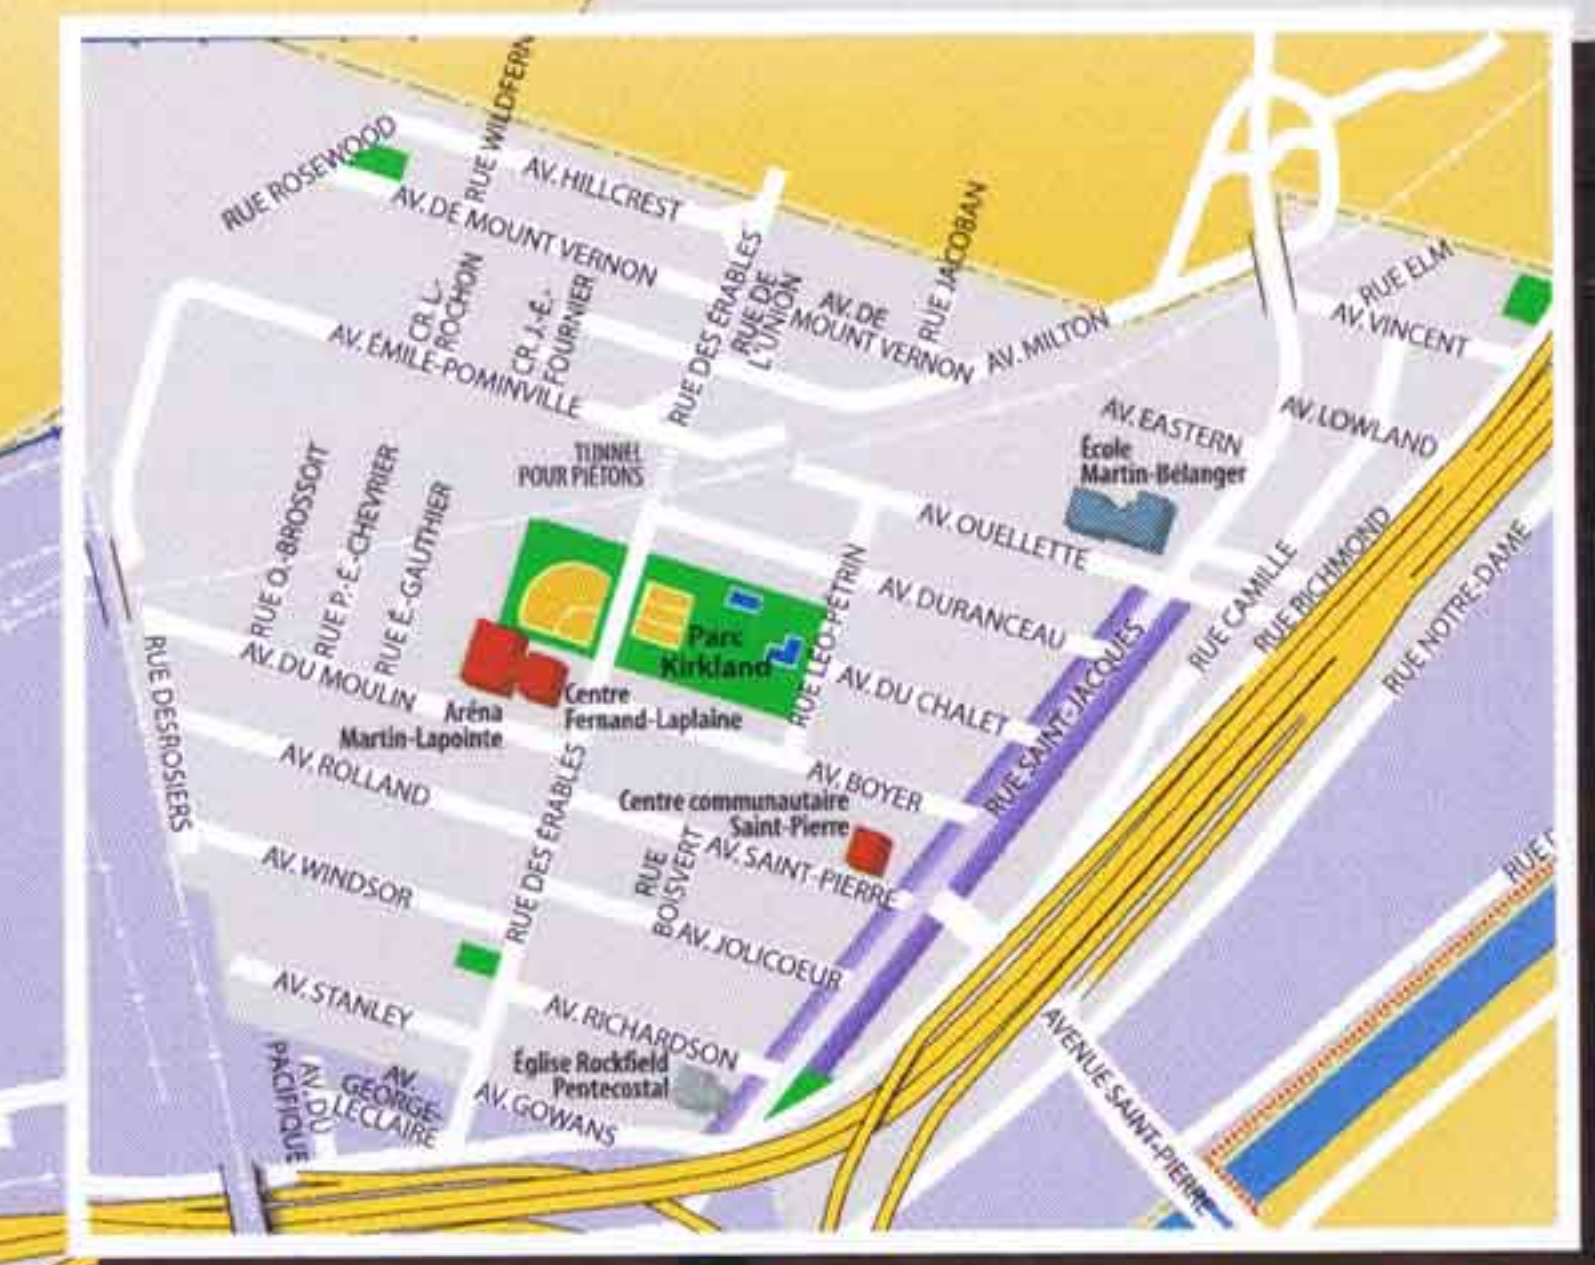 RUE WILDFERN
RUE ROSEWOOD
AV. HILLCREST
AV. DE MOUNT VERNON
RUE JACOBAN
CR. L.-
ROCHON
CR. J.-É.-
FOURNIER
RUE DES ÉRABLES
RUE DE
L'UNION
AV. DE
MOUNT VERNON
AV. MILTON
RUE ELM
AV. VINCENT
AV. ÉMILE-POMINVILLE
AV. EASTERN
AV. LOWLAND
École
Martin-Bélanger
TUNNEL
POUR PIÉTONS
RUE O.-BROSSOIT
RUE P.-É.-CHEVRIER
RUE É.-GAUTHIER
AV. OUELLETTE
RUE LÉO-PÉTRIN
AV. DURANCEAU
RUE CAMILLE
RUE RICHMOND
RUE NOTRE-DAME
Parc
Kirkland
RUE DESROSIERS
AV. DU MOULIN
Aréna
Martin-Lapointe
Centre
Fernand-Laplaine
AV. DU CHALET
RUE SAINT-JACQUES
AV. ROLLAND
AV. BOYER
Centre communautaire
Saint-Pierre
AV. SAINT-PIERRE
RUE DES ÉRABLES
RUE
BOISVERT
AV. WINDSOR
AV. JOLICOEUR
AV. STANLEY
AV. RICHARDSON
Église Rockfield
Pentecostal
AV. GOWANS
AV. DU
PACIFIQUE
AV.
GEORGE-
LECLAIRE
AVENUE SAINT-PIERRE
RUE